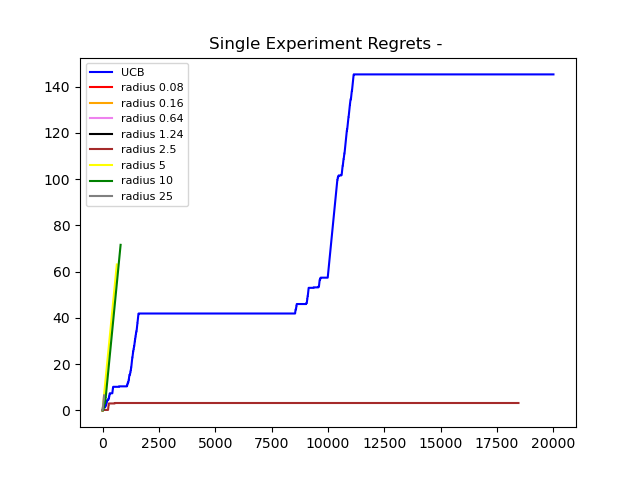 Single Experiment Regrets -
140
120
100
80
60
40
20
0
UCB
radius 0.08
radius 0.16
radius 0.64
radius 1.24
radius 2.5
radius 5
radius 10
radius 25
0 2500 5000 7500 10000 12500 15000 17500 20000